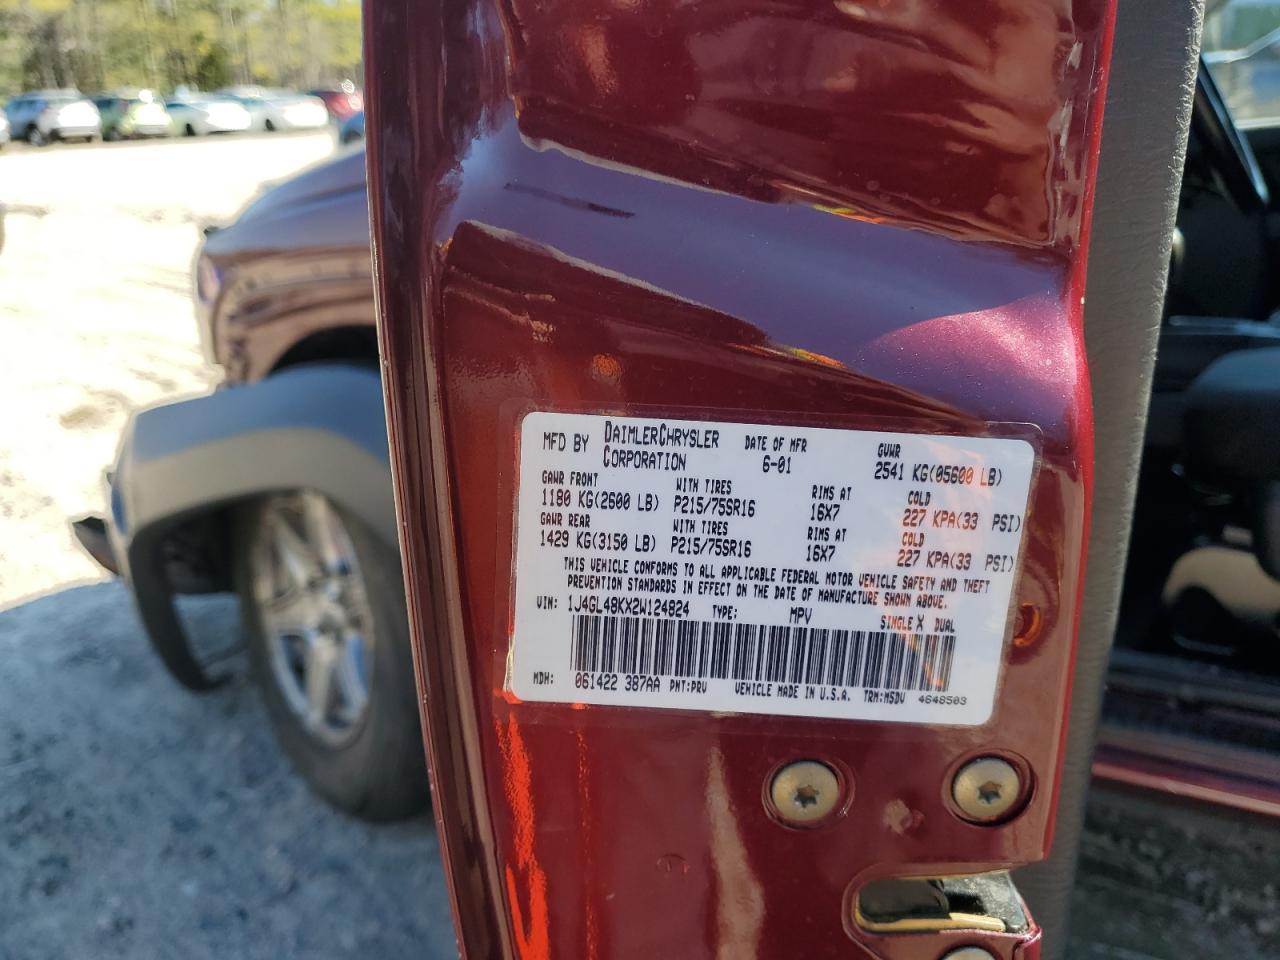 MFD BY DAIMLERCHRYSLER CORPORATION DATE OF MFR 6-01 GVWR 2541 KG(05600 LB)
GAWR FRONT WITH TIRES RIMS AT COLD
1180 KG(2600 LB) P215/75SR16 16X7 227 KPA(33 PSI)
GAWR REAR WITH TIRES RIMS AT COLD
1429 KG(3150 LB) P215/75SR16 16X7 227 KPA(33 PSI)
THIS VEHICLE CONFORMS TO ALL APPLICABLE FEDERAL MOTOR VEHICLE SAFETY AND THEFT
PREVENTION STANDARDS IN EFFECT ON THE DATE OF MANUFACTURE SHOWN ABOVE.
VIN: 1J4GL48KX2W124824 TYPE: MPV SINGLE X DUAL
MDH: 061422 387AA PNT:PRV VEHICLE MADE IN U.S.A. TRM:MSDV 4648503